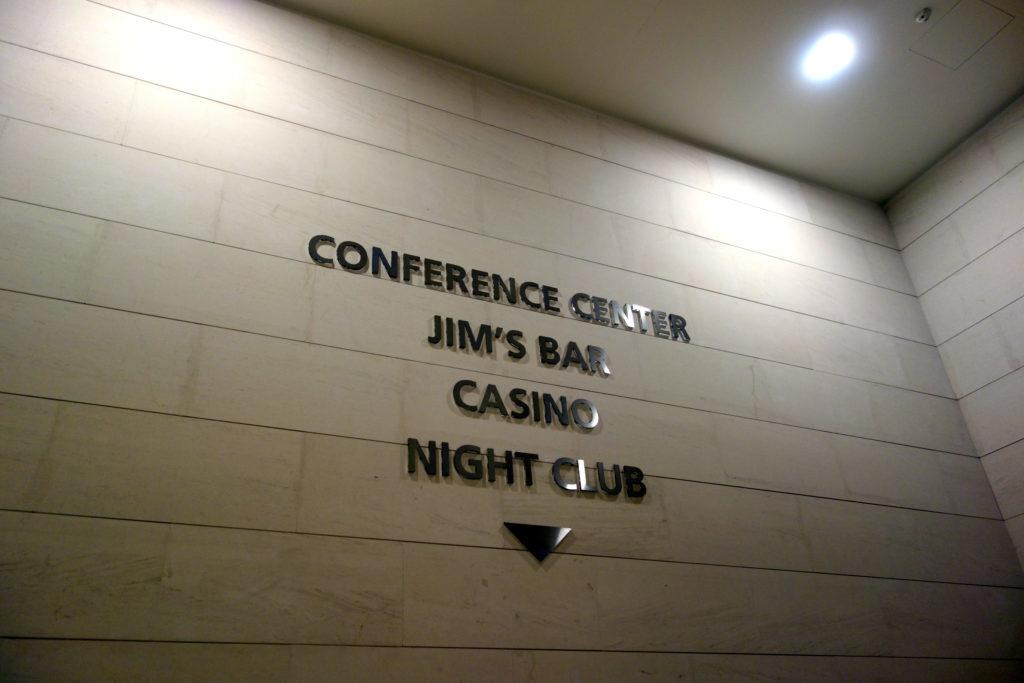 CONFERENCE CENTER
JIM'S BAR
CASINO
NIGHT CLUB